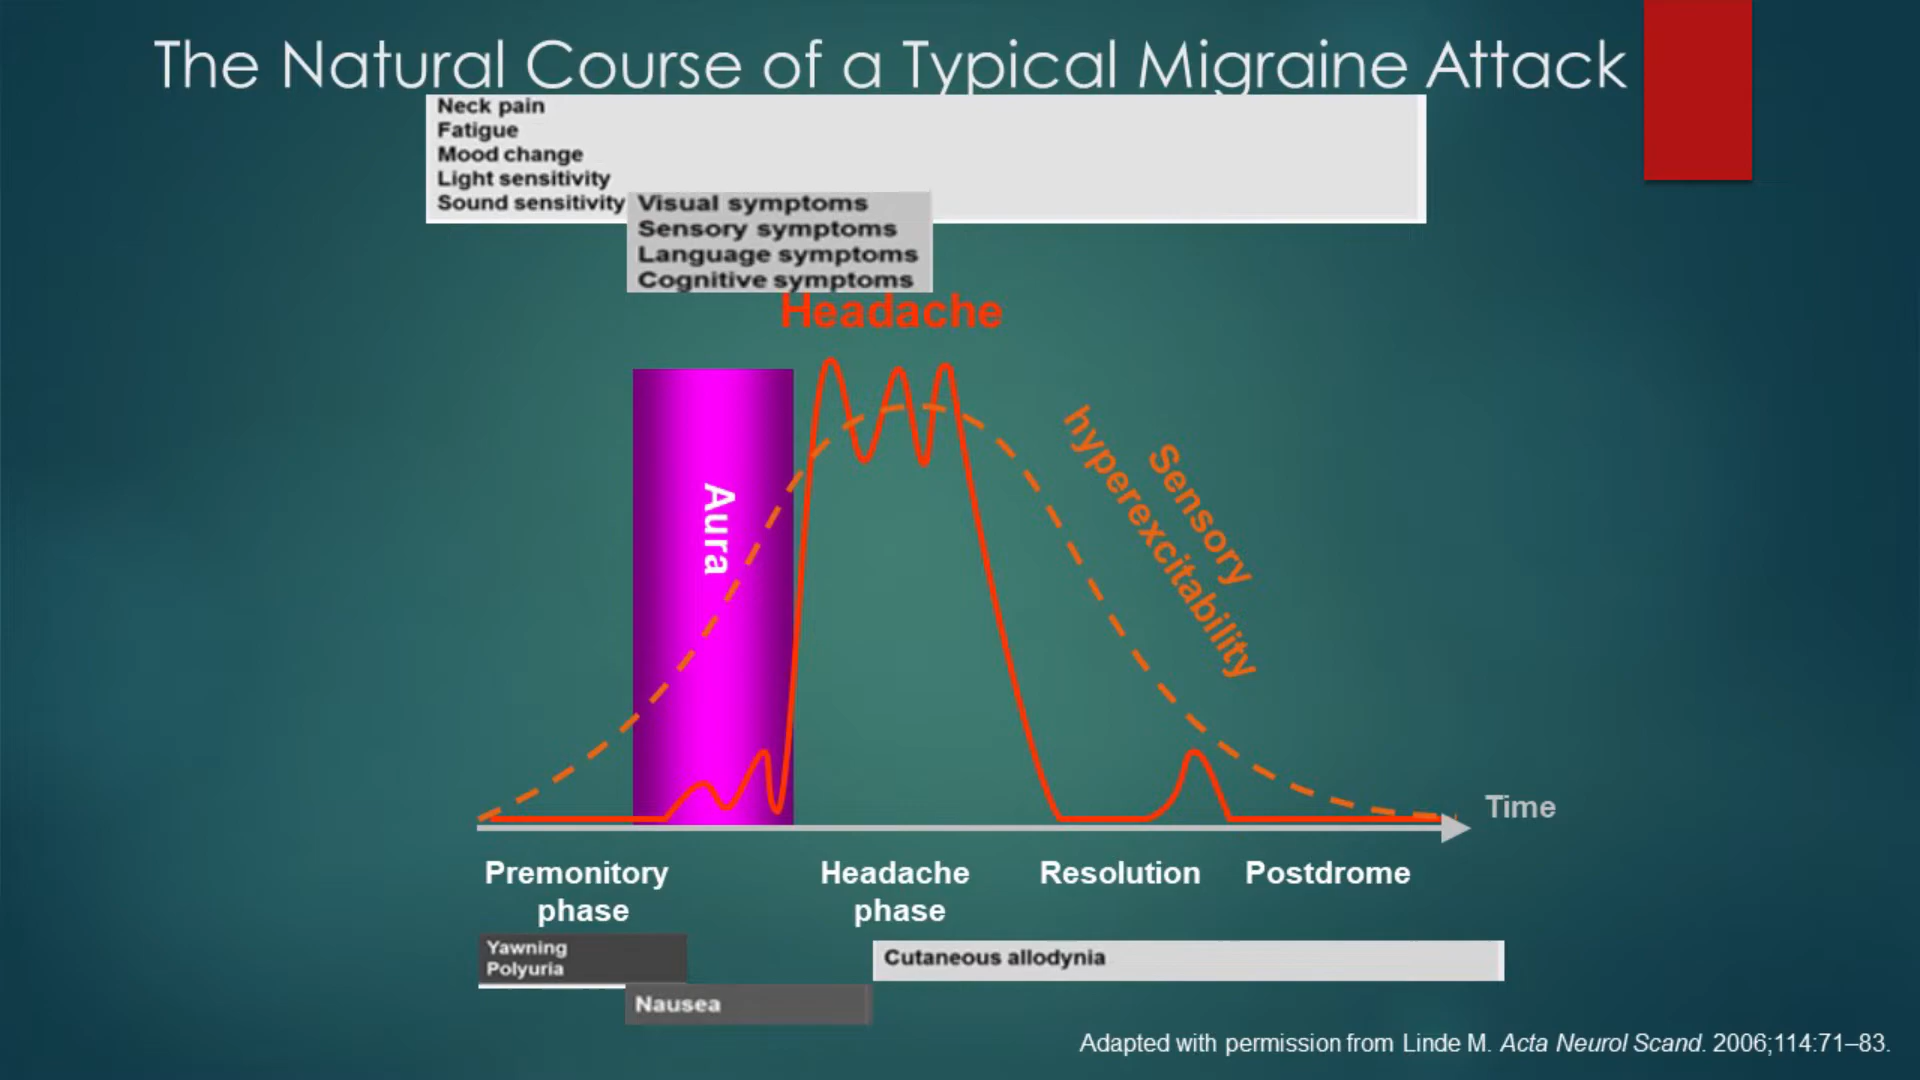 The Natural Course of a Typical Migraine Attack
Neck pain
Fatigue
Mood change
Light sensitivity
Sound sensitivity
Visual symptoms
Sensory symptoms
Language symptoms
Cognitive symptoms
Headache
Aura
Sensory
hyperexcitability
Time
Premonitory
phase
Headache
phase
Resolution
Postdrome
Yawning
Polyuria
Cutaneous allodynia
Nausea
Adapted with permission from Linde M. Acta Neurol Scand. 2006;114:71–83.